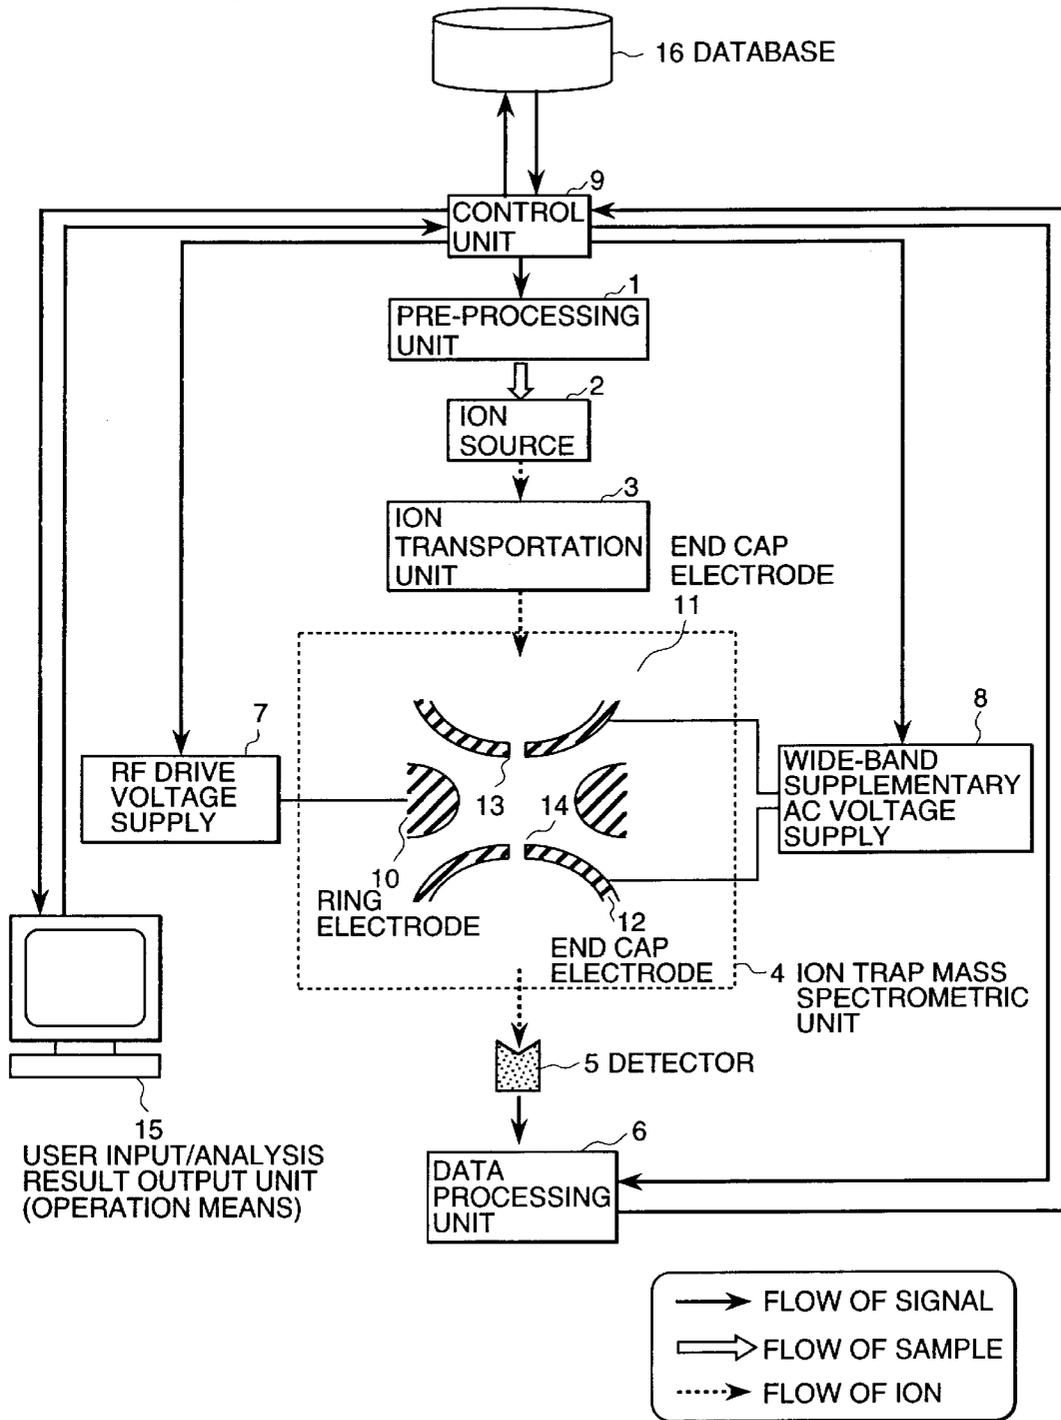 16 DATABASE
9
CONTROL
UNIT
1
PRE-PROCESSING
UNIT
2
ION
SOURCE
3
ION
TRANSPORTATION
UNIT
END CAP
ELECTRODE
11
7
RF DRIVE
VOLTAGE
SUPPLY
8
WIDE-BAND
SUPPLEMENTARY
AC VOLTAGE
SUPPLY
13
14
10
RING
ELECTRODE
12
END CAP
ELECTRODE
4 ION TRAP MASS
SPECTROMETRIC
UNIT
5 DETECTOR
15
USER INPUT/ANALYSIS
RESULT OUTPUT UNIT
(OPERATION MEANS)
6
DATA
PROCESSING
UNIT
FLOW OF SIGNAL
FLOW OF SAMPLE
FLOW OF ION